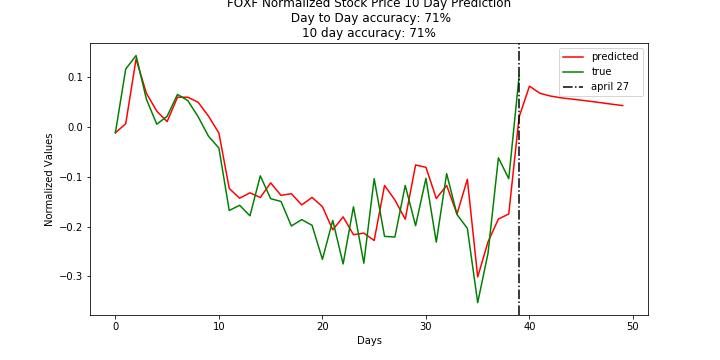 FOXF Normalized Stock Price 10 Day Prediction
Day to Day accuracy: 71%
10 day accuracy: 71%
predicted
true
april 27
Normalized Values
0.1
0.0
−0.1
−0.2
−0.3
0
10
20
30
40
50
Days